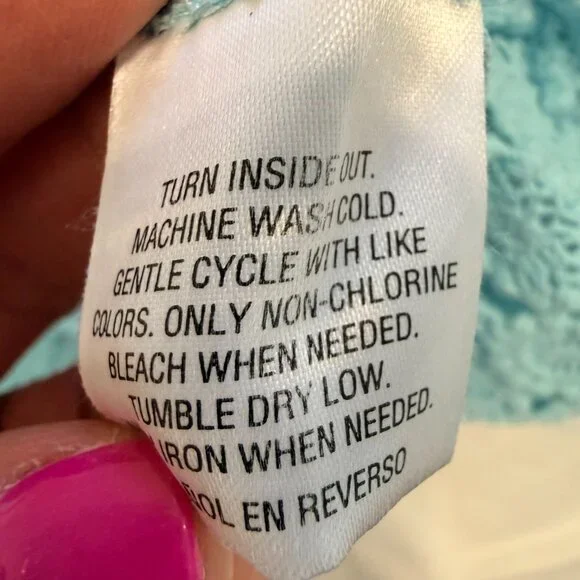 TURN INSIDE OUT.
MACHINE WASH COLD.
GENTLE CYCLE WITH LIKE
COLORS. ONLY NON-CHLORINE
BLEACH WHEN NEEDED.
TUMBLE DRY LOW.
IRON WHEN NEEDED.
EN REVERSO